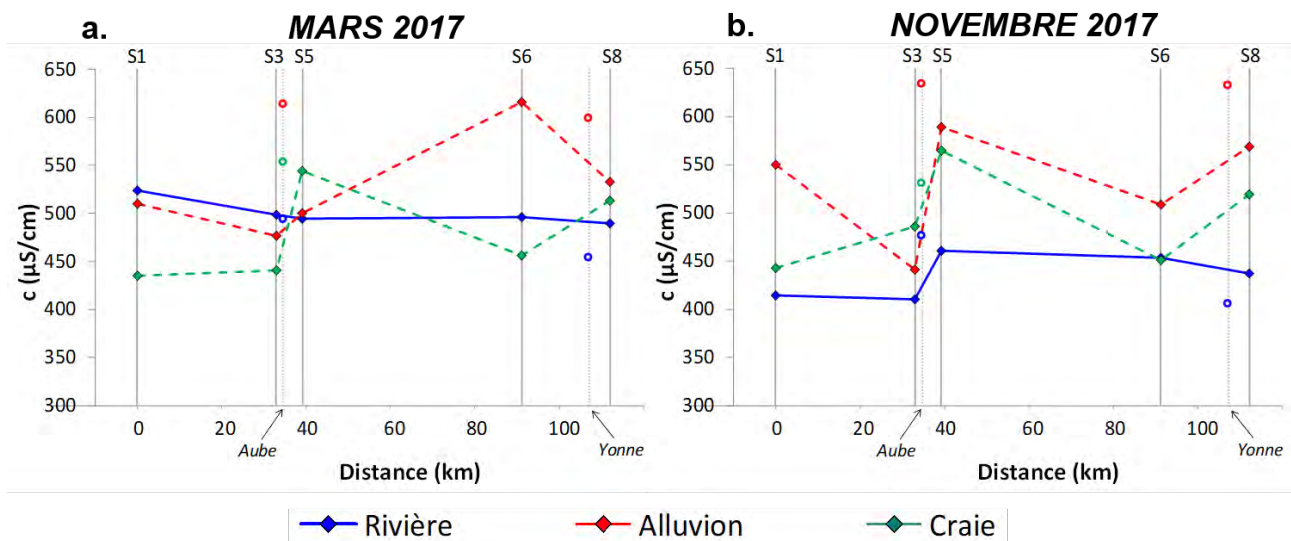 a.
MARS 2017
S1
S3
S5
S6
S8
650
600
550
500
450
400
350
300
c (µS/cm)
0
20
40
60
80
100
Aube
Yonne
Distance (km)
b.
NOVEMBRE 2017
S1
S3
S5
S6
S8
650
600
550
500
450
400
350
300
c (µS/cm)
0
20
40
60
80
100
Aube
Yonne
Distance (km)
Rivière
Alluvion
Craie